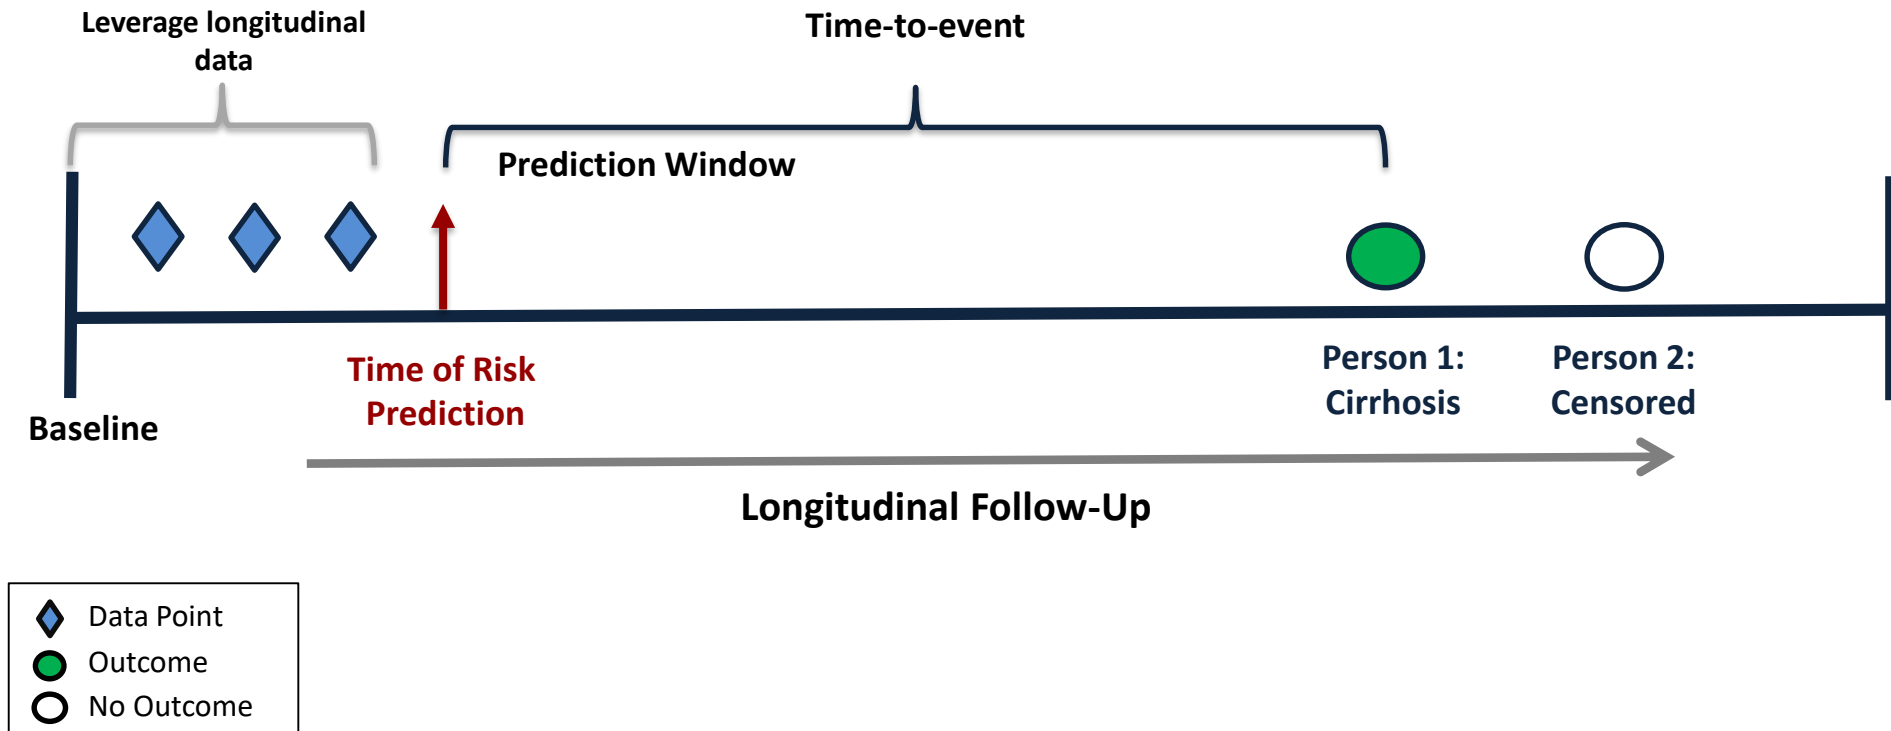 Leverage longitudinal
data
Time-to-event
Prediction Window
Time of Risk
Prediction
Person 1:
Cirrhosis
Person 2:
Censored
Baseline
Longitudinal Follow-Up
Data Point
Outcome
No Outcome